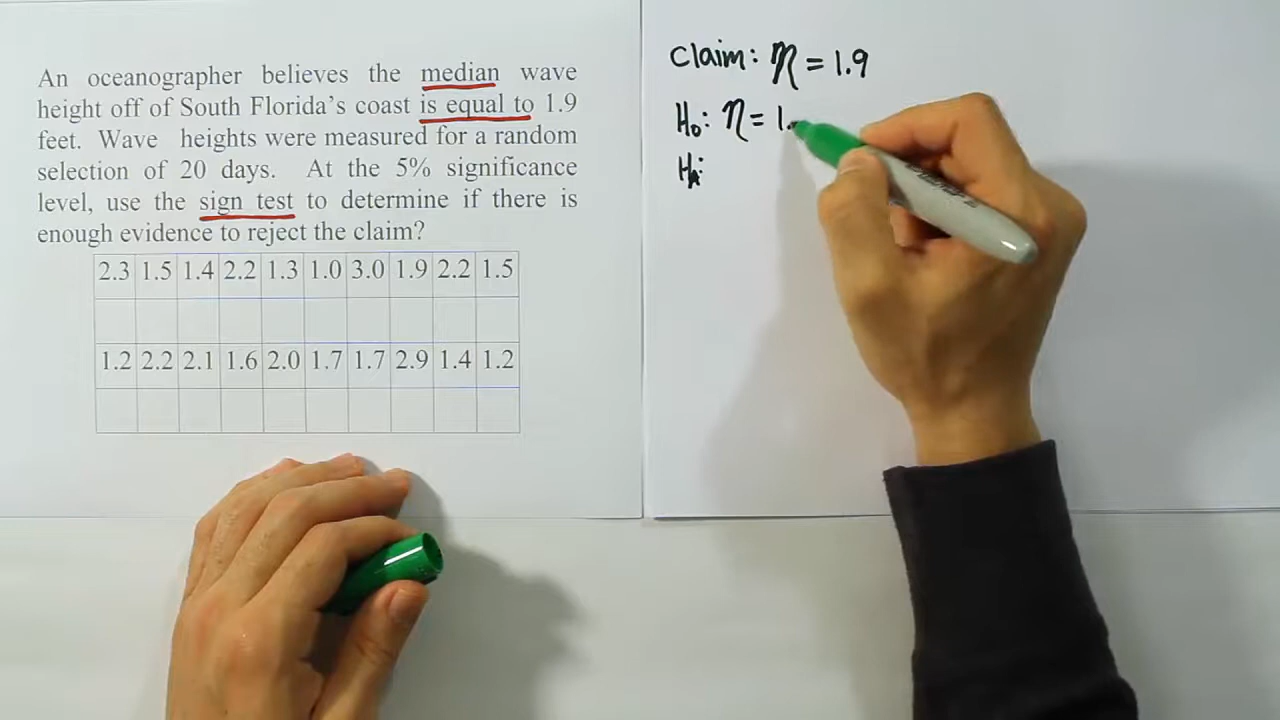 An oceanographer believes the median wave
height off of South Florida's coast is equal to 1.9
feet. Wave heights were measured for a random
selection of 20 days. At the 5% significance
level, use the sign test to determine if there is
enough evidence to reject the claim?
2.3 1.5 1.4 2.2 1.3 1.0 3.0 1.9 2.2 1.5
1.2 2.2 2.1 1.6 2.0 1.7 1.7 2.9 1.4 1.2
Claim: η = 1.9
H₀: η = 1.
Hₐ: